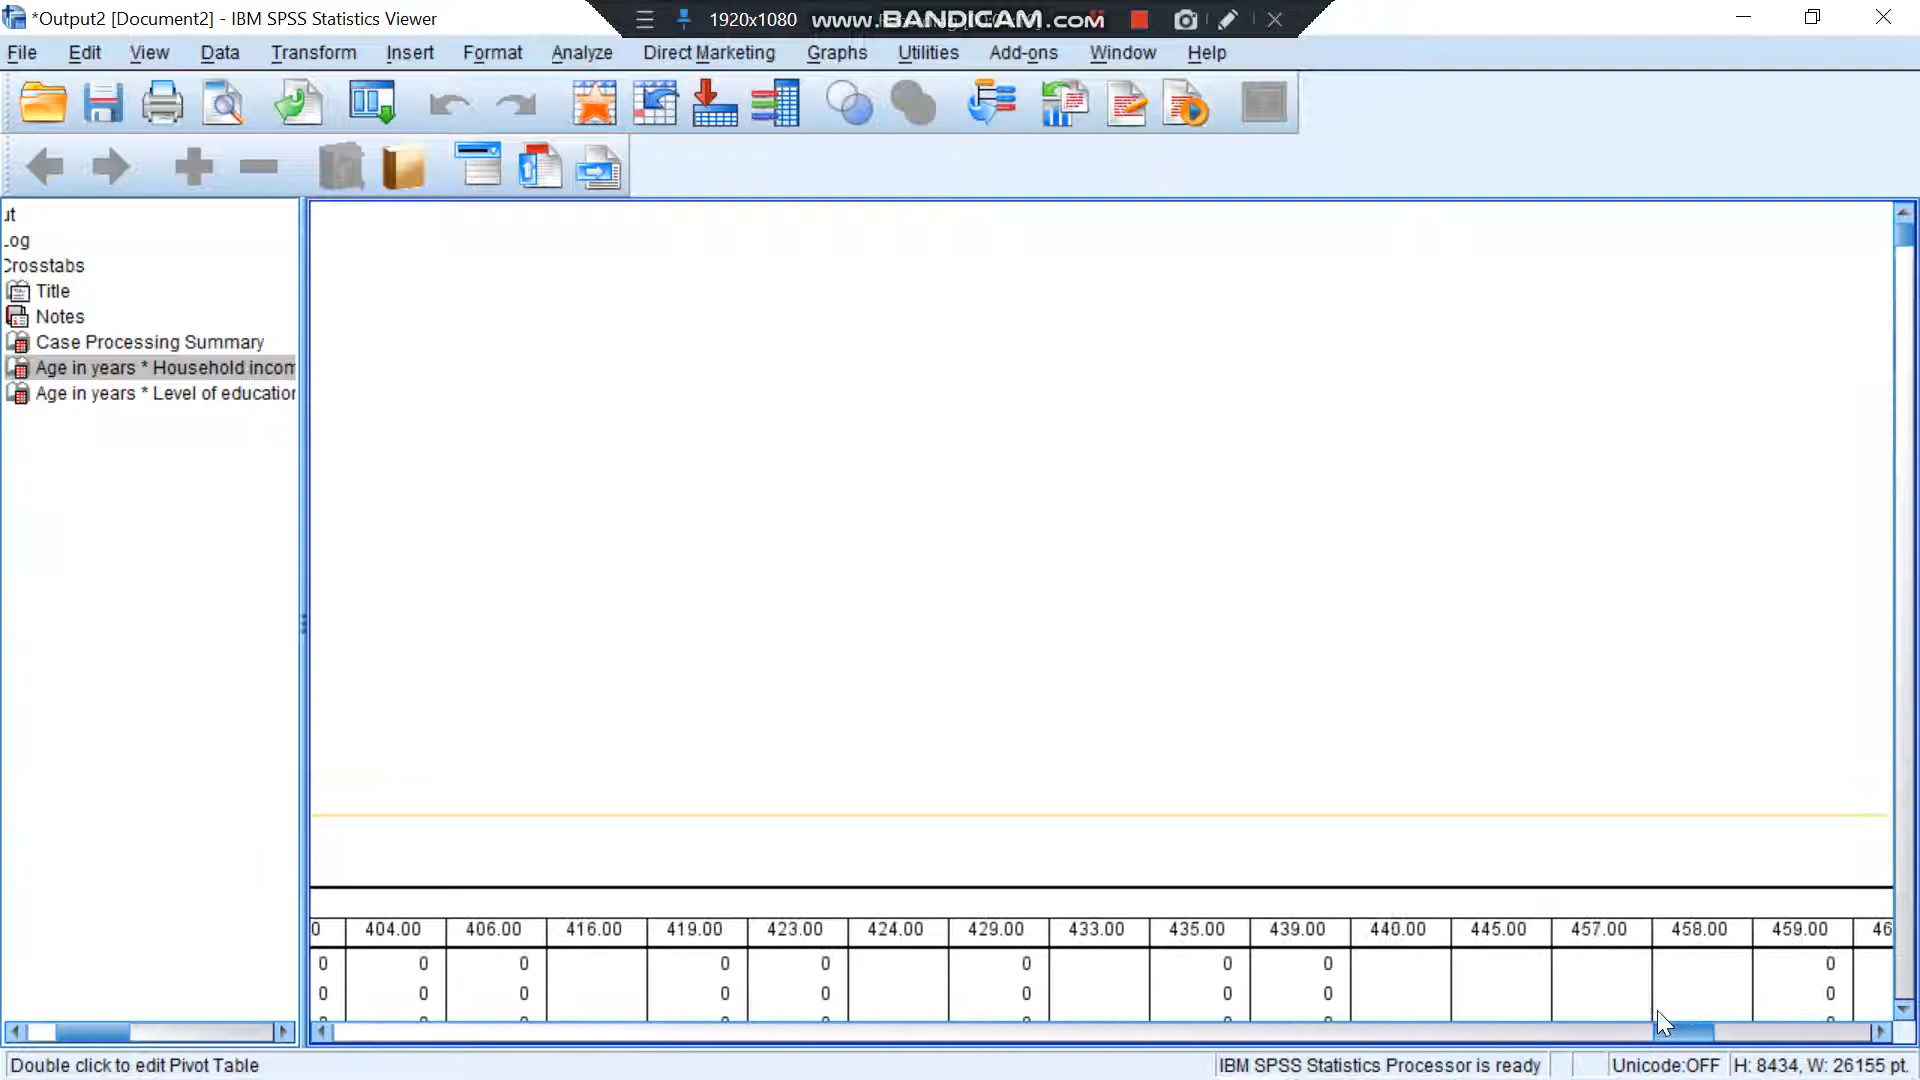 *Output2 [Document2] - IBM SPSS Statistics Viewer
1920x1080 www.BANDICAM.com
File Edit View Data Transform Insert Format Analyze Direct Marketing Graphs Utilities Add-ons Window Help
ut
Log
Crosstabs
Title
Notes
Case Processing Summary
Age in years * Household incom
Age in years * Level of education
0 404.00 406.00 416.00 419.00 423.00 424.00 429.00 433.00 435.00 439.00 440.00 445.00 457.00 458.00 459.00 46
0 0 0 0 0 0 0 0 0
0 0 0 0 0 0 0 0 0
Double click to edit Pivot Table
IBM SPSS Statistics Processor is ready Unicode:OFF H: 8434, W: 26155 pt.